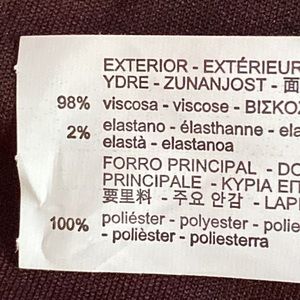 EXTERIOR - EXTÉRIEUR
YDRE - ZUNANJOST - 面
98% viscosa - viscose - ΒΙΣΚΟΖ
2% elastano - élasthanne - el
elastà - elastanoa
FORRO PRINCIPAL - DO
PRINCIPALE - ΚΥΡΙΑ ΕΠ
要里料 - 주요 안감 - LAP
100% poliéster - polyester - polie
- polièster - poliesterra